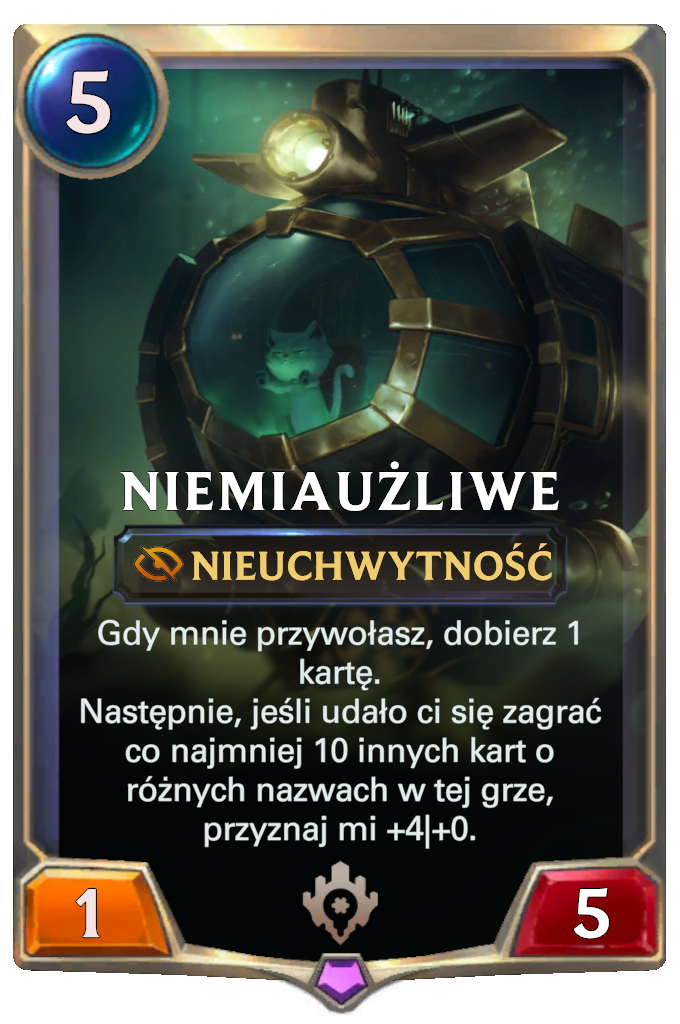 5
NIEMIAUŻLIWE
NIEUCHWYTNOŚĆ
Gdy mnie przywołasz, dobierz 1
kartę.
Następnie, jeśli udało ci się zagrać
co najmniej 10 innych kart o
różnych nazwach w tej grze,
przyznaj mi +4|+0.
1
5